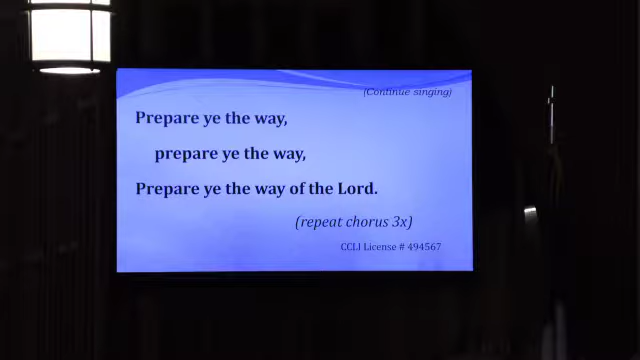 (Continue singing)
Prepare ye the way,
prepare ye the way,
Prepare ye the way of the Lord.
(repeat chorus 3x)
CCLI License # 494567